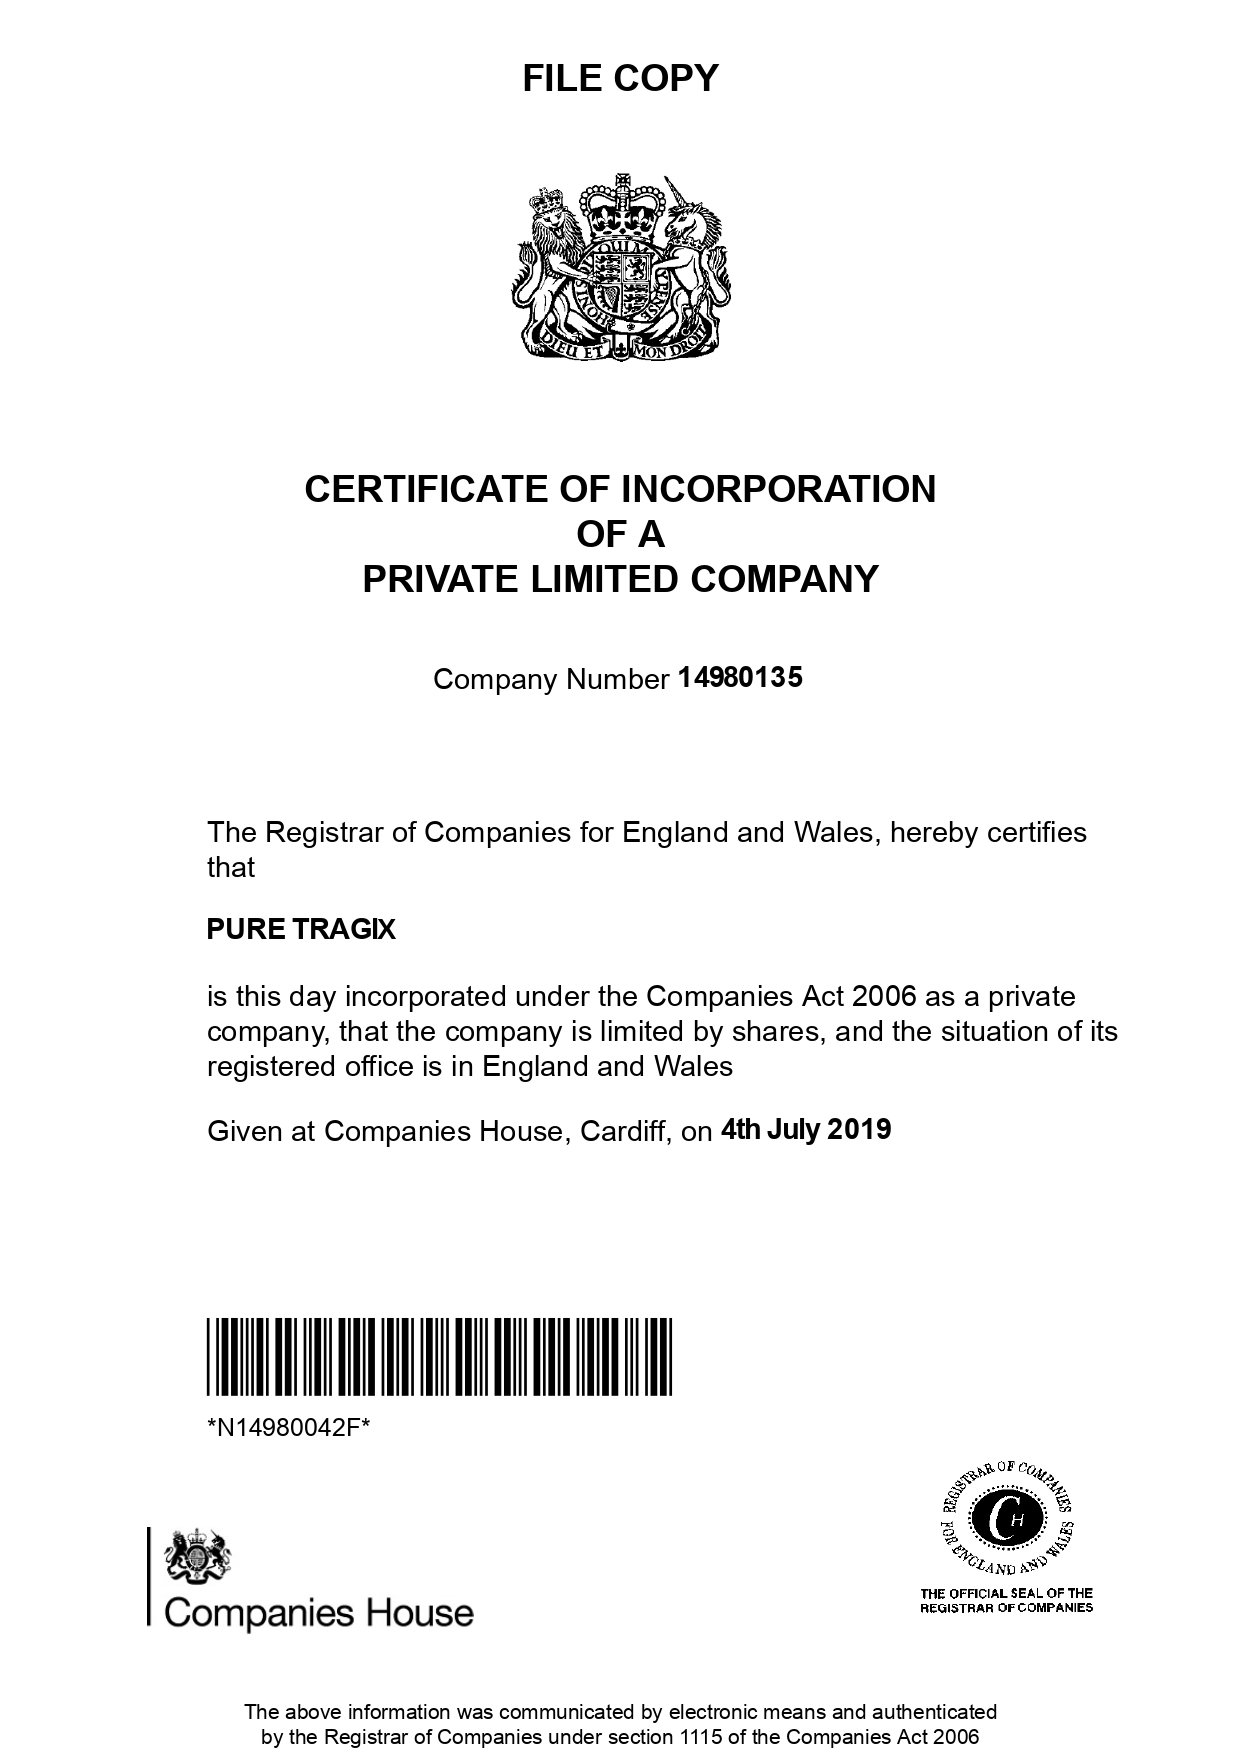 FILE COPY
QUI MAL Y PENSE
HONI SOIT
DIEU ET MON DROIT
CERTIFICATE OF INCORPORATION
OF A
PRIVATE LIMITED COMPANY
Company Number 14980135
The Registrar of Companies for England and Wales, hereby certifies
that
PURE TRAGIX
is this day incorporated under the Companies Act 2006 as a private
company, that the company is limited by shares, and the situation of its
registered office is in England and Wales
Given at Companies House, Cardiff, on 4th July 2019
*N14980042F*
REGISTRAR OF COMPANIES
FOR ENGLAND AND WALES
CH
THE OFFICIAL SEAL OF THE
REGISTRAR OF COMPANIES
Companies House
The above information was communicated by electronic means and authenticated
by the Registrar of Companies under section 1115 of the Companies Act 2006